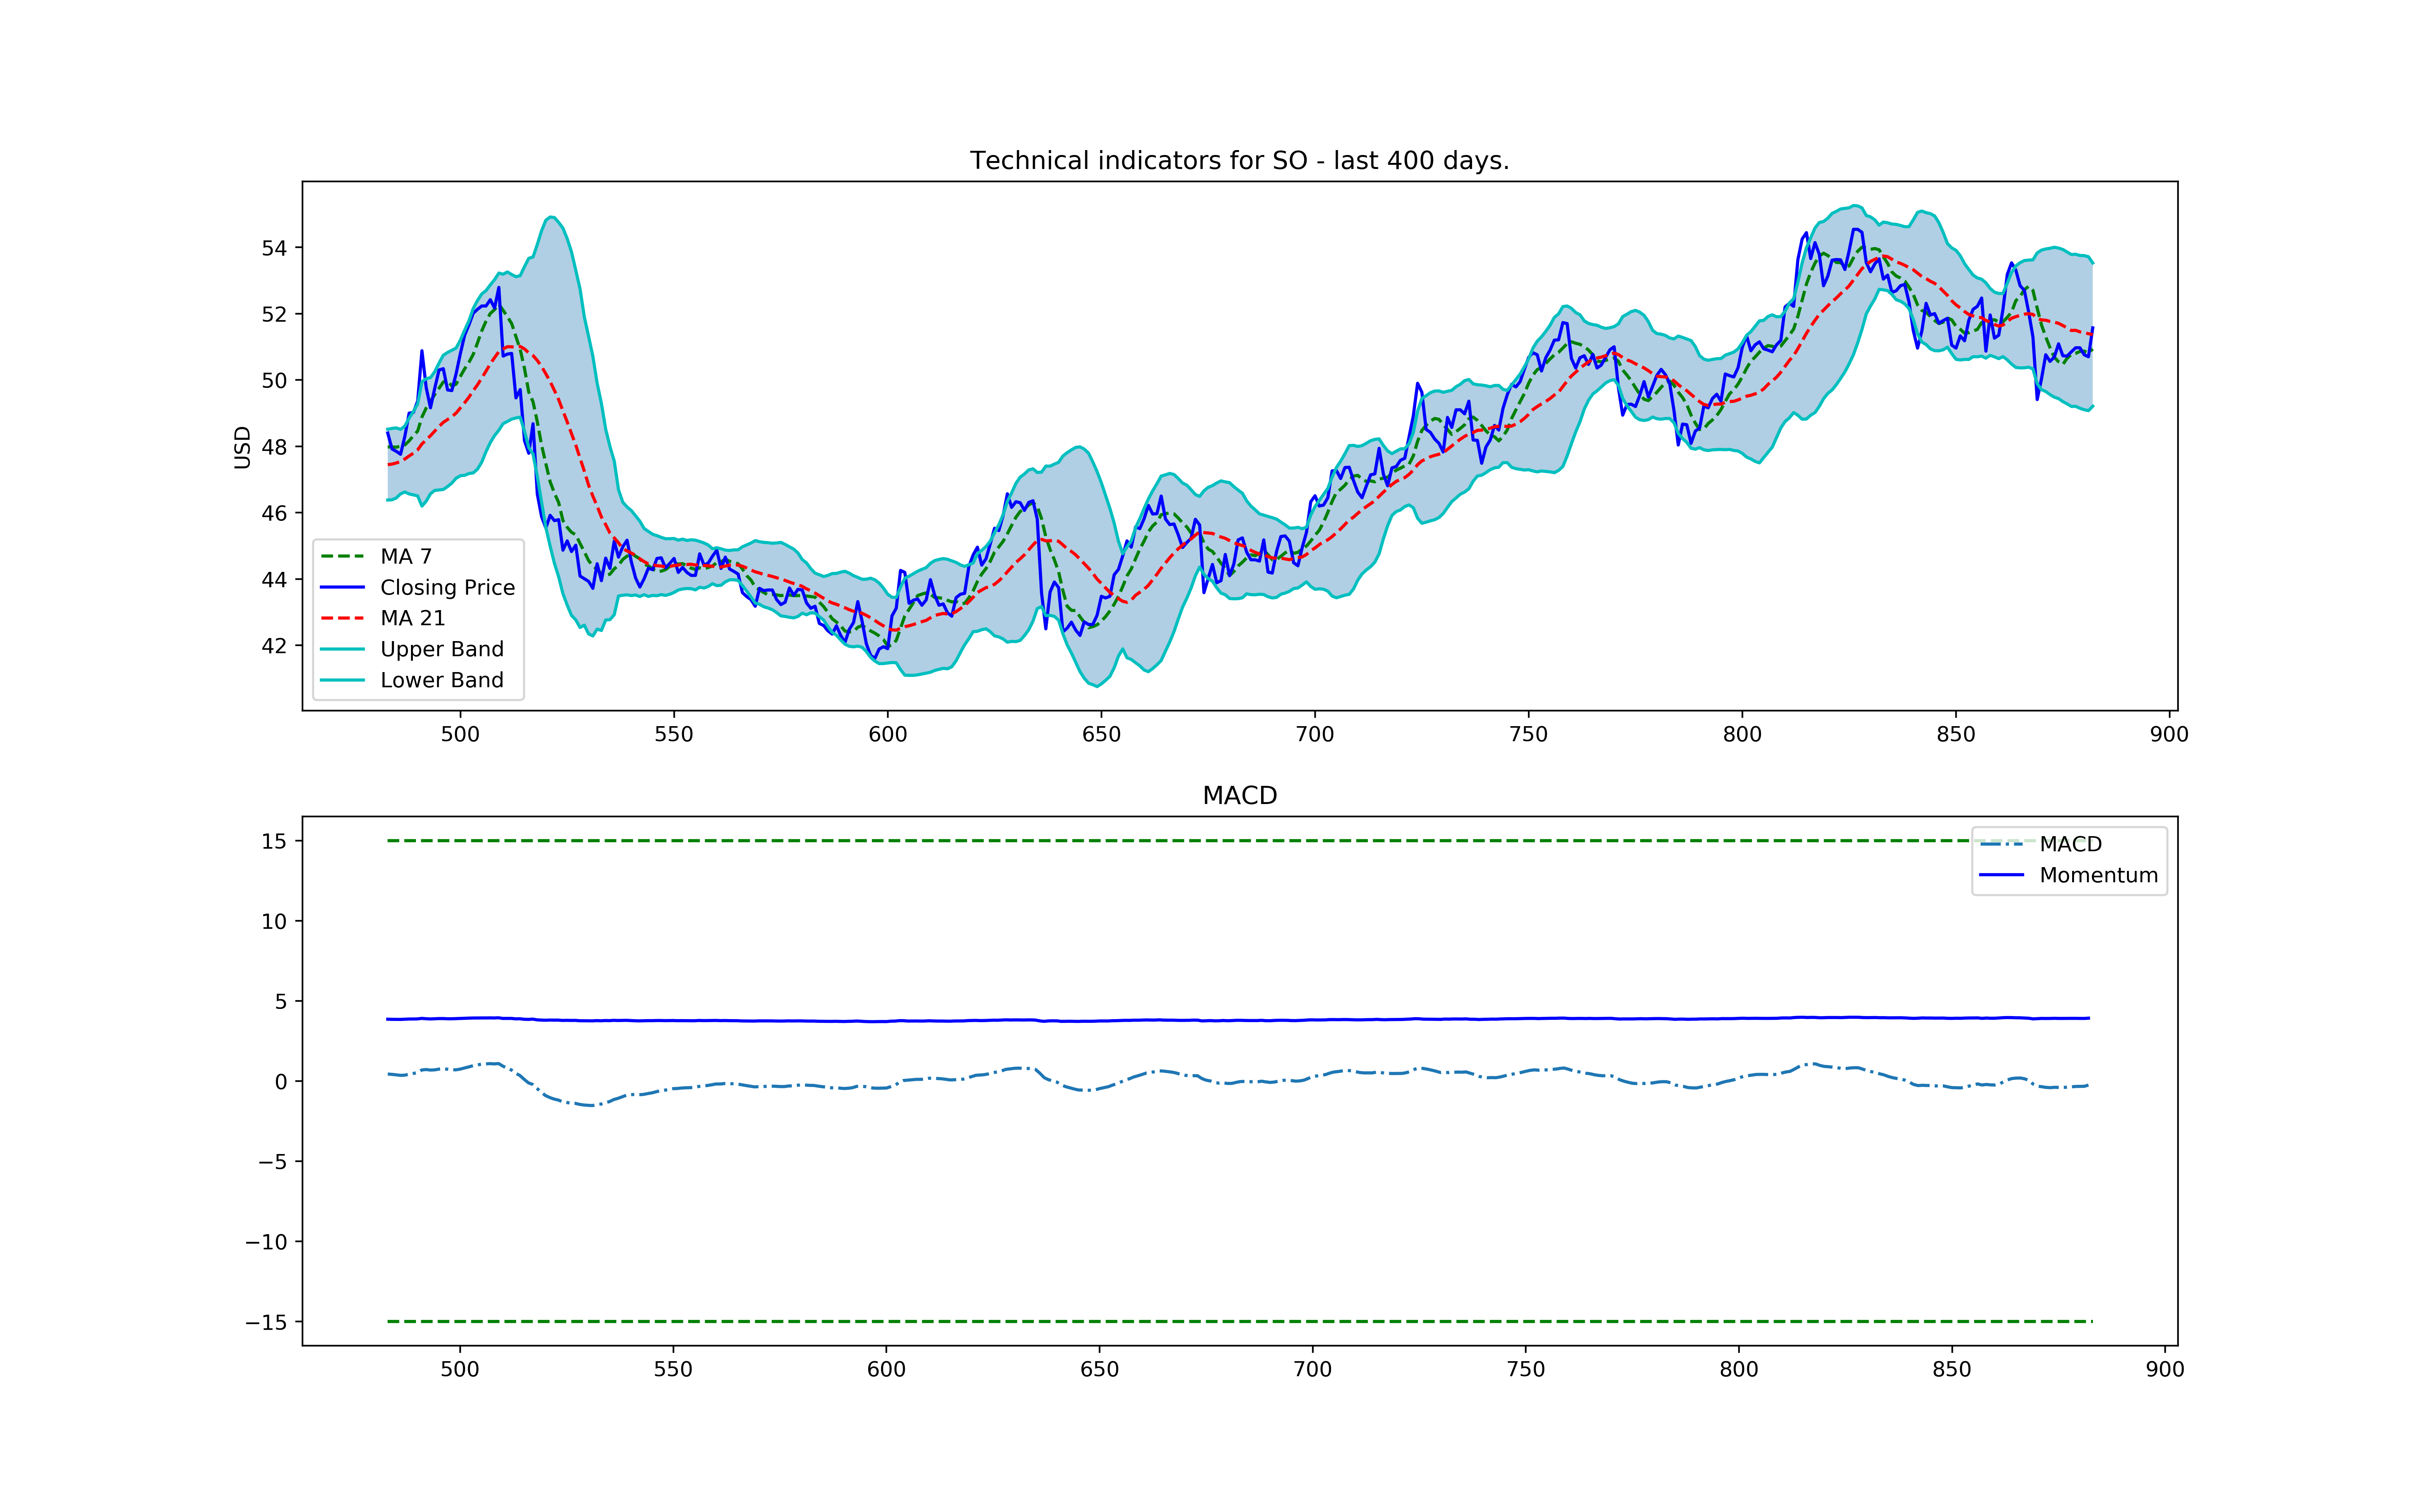 Technical indicators for SO - last 400 days.
USD
54
52
50
48
46
44
42
MA 7
Closing Price
MA 21
Upper Band
Lower Band
500 550 600 650 700 750 800 850 900
MACD
15
10
5
0
−5
−10
−15
MACD
Momentum
500 550 600 650 700 750 800 850 900